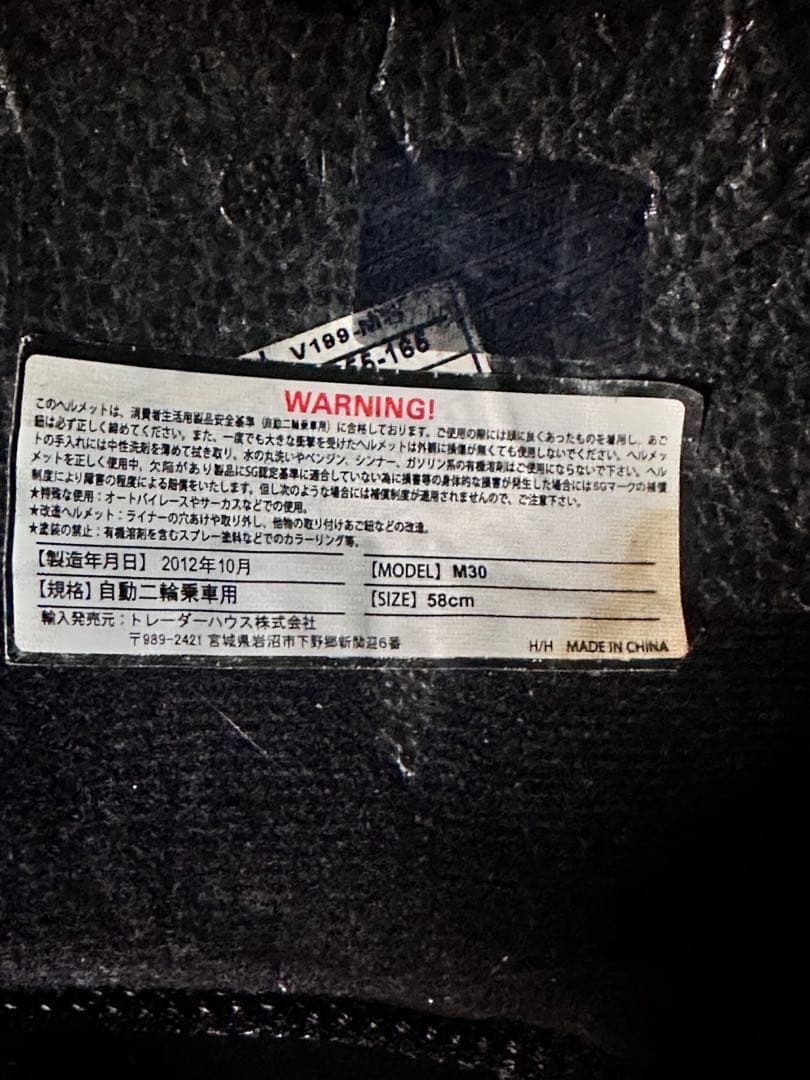 V199-M
55-166
WARNING!
このヘルメットは、消費者生活用製品安全基準（自動二輪乗車用）に合格しております。ご使用の際には頭に良くあったものを着用し、あご
紐は必ず正しく締めてください。また、一度でも大きな衝撃を受けたヘルメットは外観に損傷が無くても使用しないでください。ヘルメッ
トの手入れには中性洗剤を薄めて拭き取り、水の丸洗いやベンジン、シンナー、ガソリン系の有機溶剤はご使用にならないで下さい。ヘル
メットを正しく使用中、欠陥があり製品にSG認定基準に適合していない為に損害等の身体的な損害が発生した場合にはSGマークの補償
制度により障害の程度による賠償をいたします。但し次のような場合には補償制度が適用されませんので、ご注意下さい。
★特殊な使用：オートバイレースやサーカスなどでの使用。
★改造ヘルメット：ライナーの穴あけや取り外し、他物の取り付けあご紐などの改造。
★塗装の禁止：有機溶剤を含むスプレー塗料などでのカラーリング等。
【製造年月日】2012年10月
【MODEL】M30
【規格】自動二輪乗車用
【SIZE】58cm
輸入発売元：トレーダーハウス株式会社
〒989-2421 宮城県岩沼市下野郷新関迎6番
H/H MADE IN CHINA